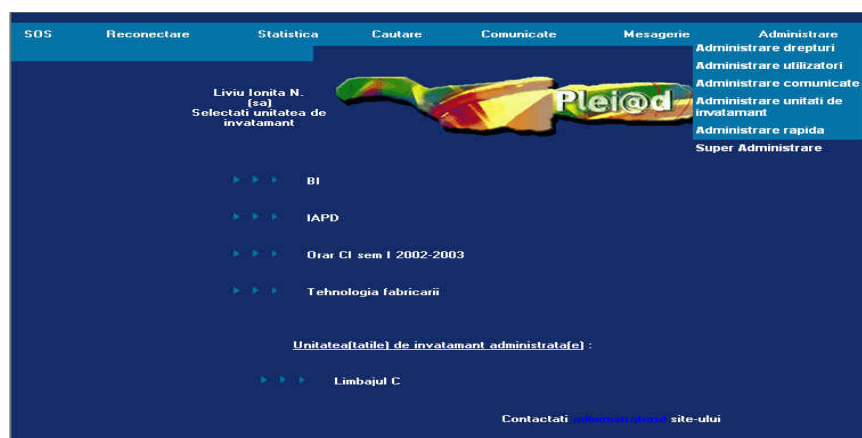 SOS Reconectare Statistica Cautare Comunicate Mesagerie Administrare
Administrare drepturi
Administrare utilizatori
Administrare comunicate
Administrare unitati de
invatamant
Administrare rapida
Super Administrare
Liviu Ionita N.
(sa)
Selectati unitatea de
invatamant
Plei@d
BI
IAPD
Orar CI sem I 2002-2003
Tehnologia fabricarii
Unitatea(tatile) de invatamant administrata(e) :
Limbajul C
Contactati administratorul site-ului